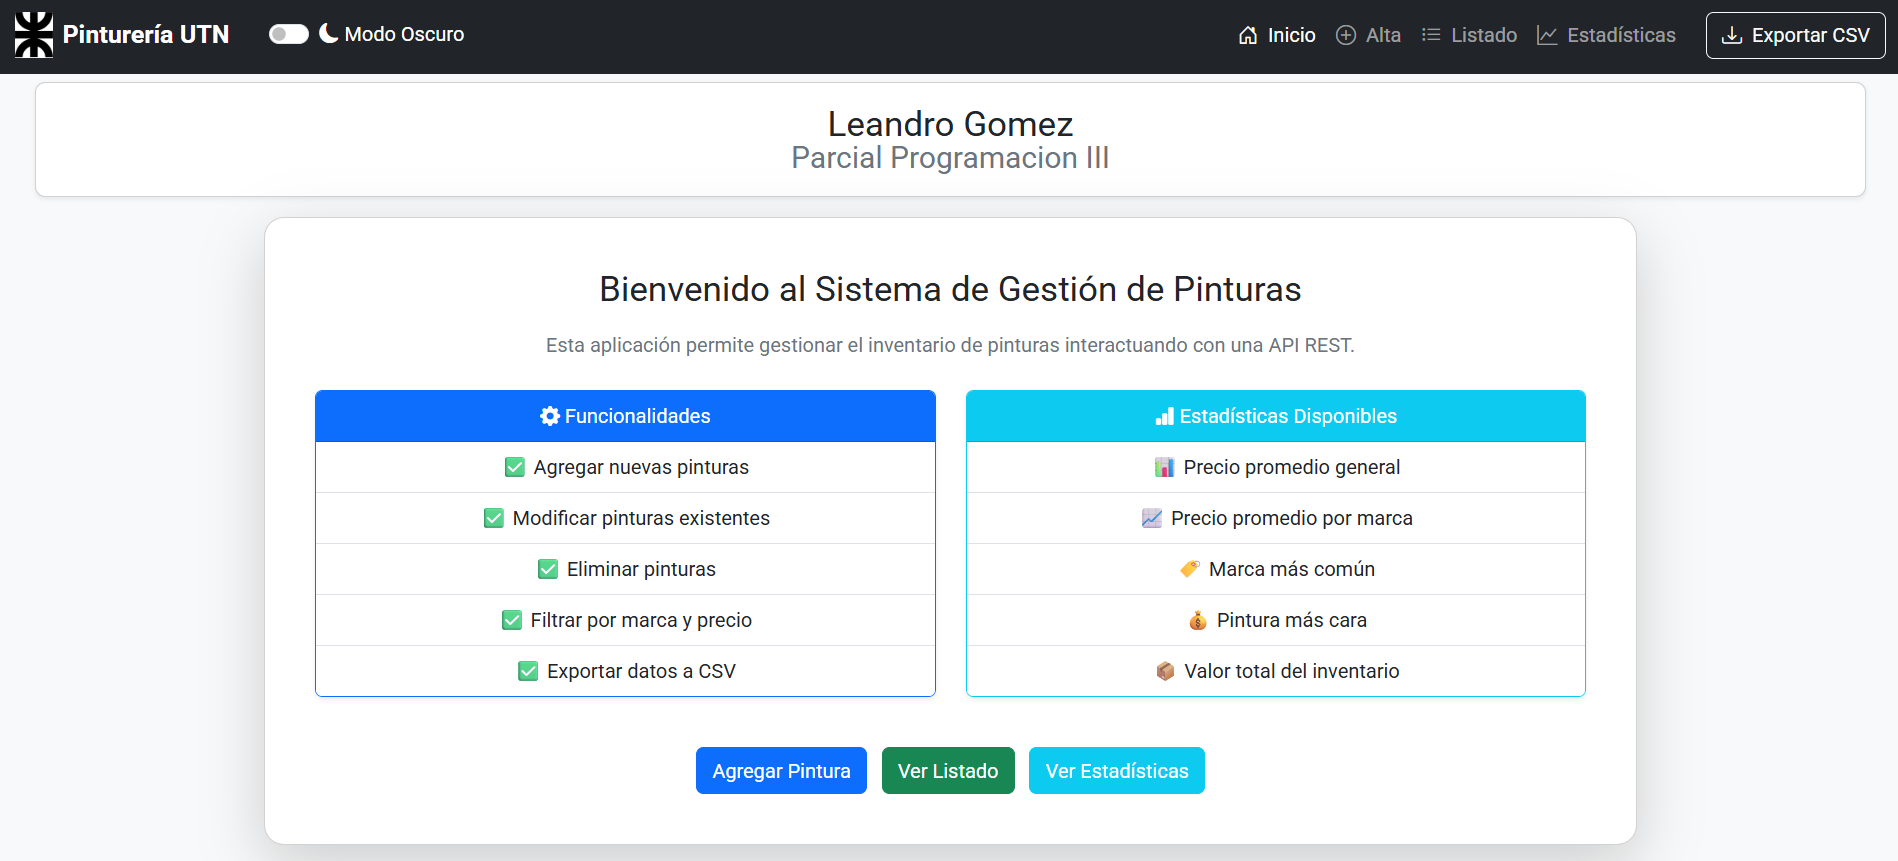 Pinturería UTN
Modo Oscuro
Inicio
Alta
Listado
Estadísticas
Exportar CSV
Leandro Gomez
Parcial Programacion III
Bienvenido al Sistema de Gestión de Pinturas
Esta aplicación permite gestionar el inventario de pinturas interactuando con una API REST.
Funcionalidades
Agregar nuevas pinturas
Modificar pinturas existentes
Eliminar pinturas
Filtrar por marca y precio
Exportar datos a CSV
Estadísticas Disponibles
Precio promedio general
Precio promedio por marca
Marca más común
Pintura más cara
Valor total del inventario
Agregar Pintura
Ver Listado
Ver Estadísticas